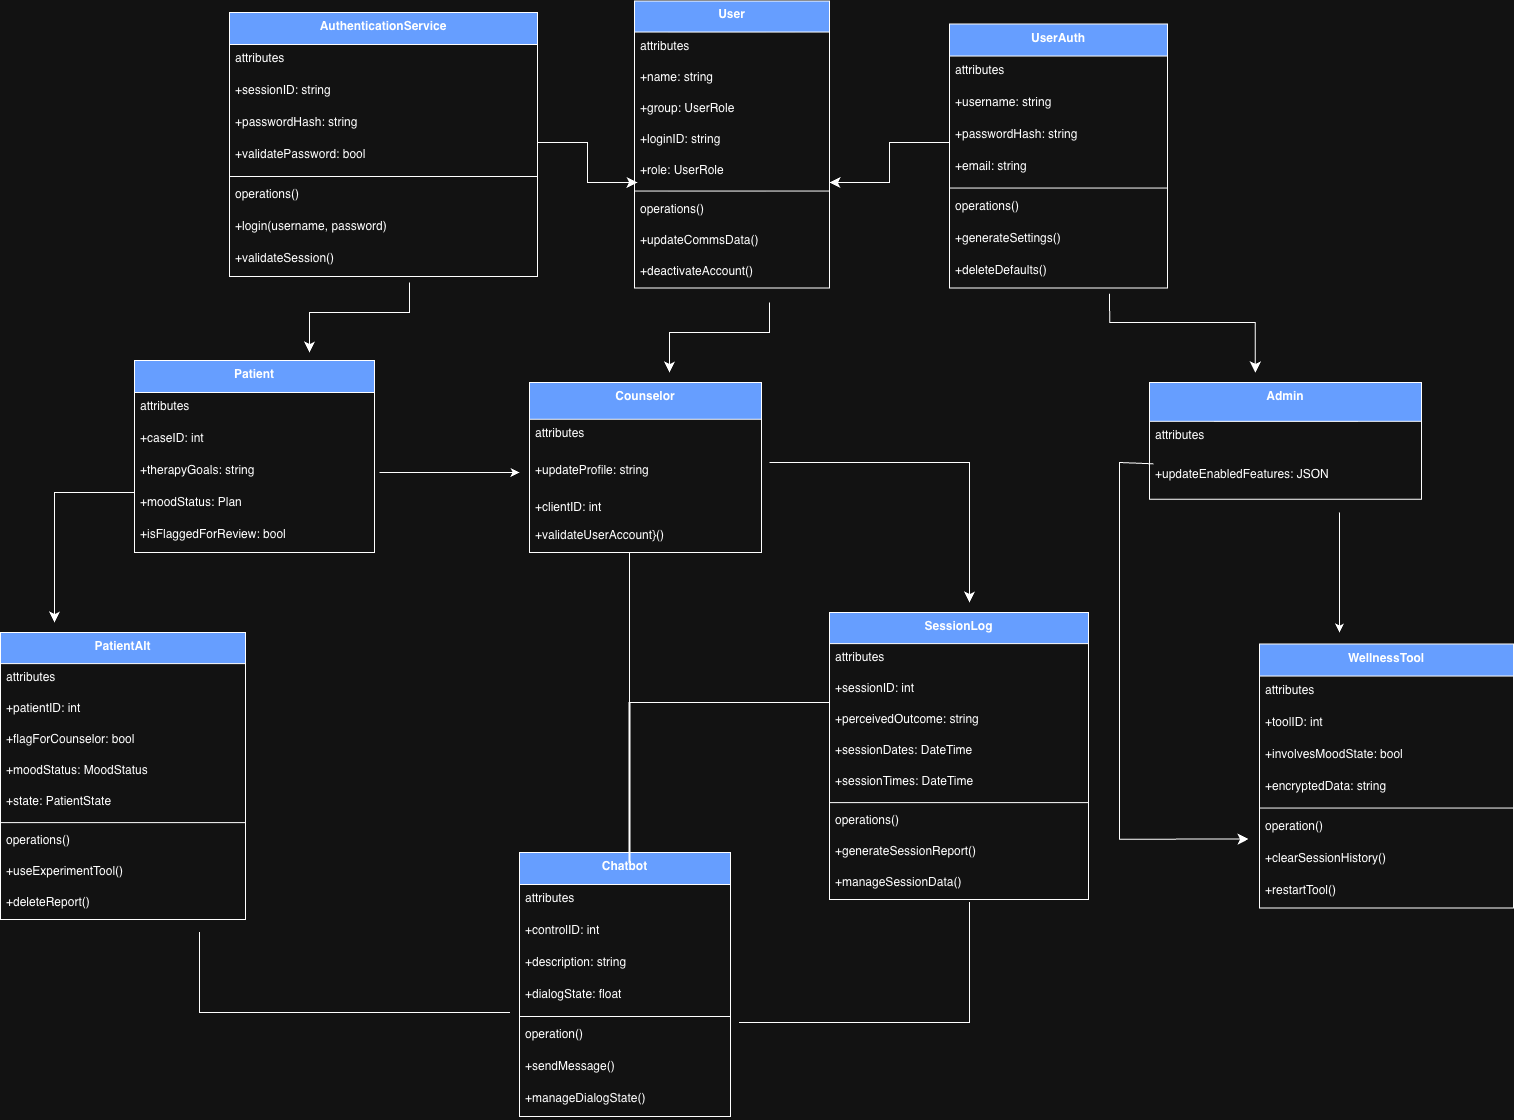 AuthenticationService
attributes
+sessionID: string
+passwordHash: string
+validatePassword: bool
operations()
+login(username, password)
+validateSession()
User
attributes
+name: string
+group: UserRole
+loginID: string
+role: UserRole
operations()
+updateCommsData()
+deactivateAccount()
UserAuth
attributes
+username: string
+passwordHash: string
+email: string
operations()
+generateSettings()
+deleteDefaults()
Patient
attributes
+caseID: int
+therapyGoals: string
+moodStatus: Plan
+isFlaggedForReview: bool
Counselor
attributes
+updateProfile: string
+clientID: int
+validateUserAccount}()
Admin
attributes
+updateEnabledFeatures: JSON
PatientAlt
attributes
+patientID: int
+flagForCounselor: bool
+moodStatus: MoodStatus
+state: PatientState
operations()
+useExperimentTool()
+deleteReport()
SessionLog
attributes
+sessionID: int
+perceivedOutcome: string
+sessionDates: DateTime
+sessionTimes: DateTime
operations()
+generateSessionReport()
+manageSessionData()
WellnessTool
attributes
+toolID: int
+involvesMoodState: bool
+encryptedData: string
operation()
+clearSessionHistory()
+restartTool()
Chatbot
attributes
+controlID: int
+description: string
+dialogState: float
operation()
+sendMessage()
+manageDialogState()